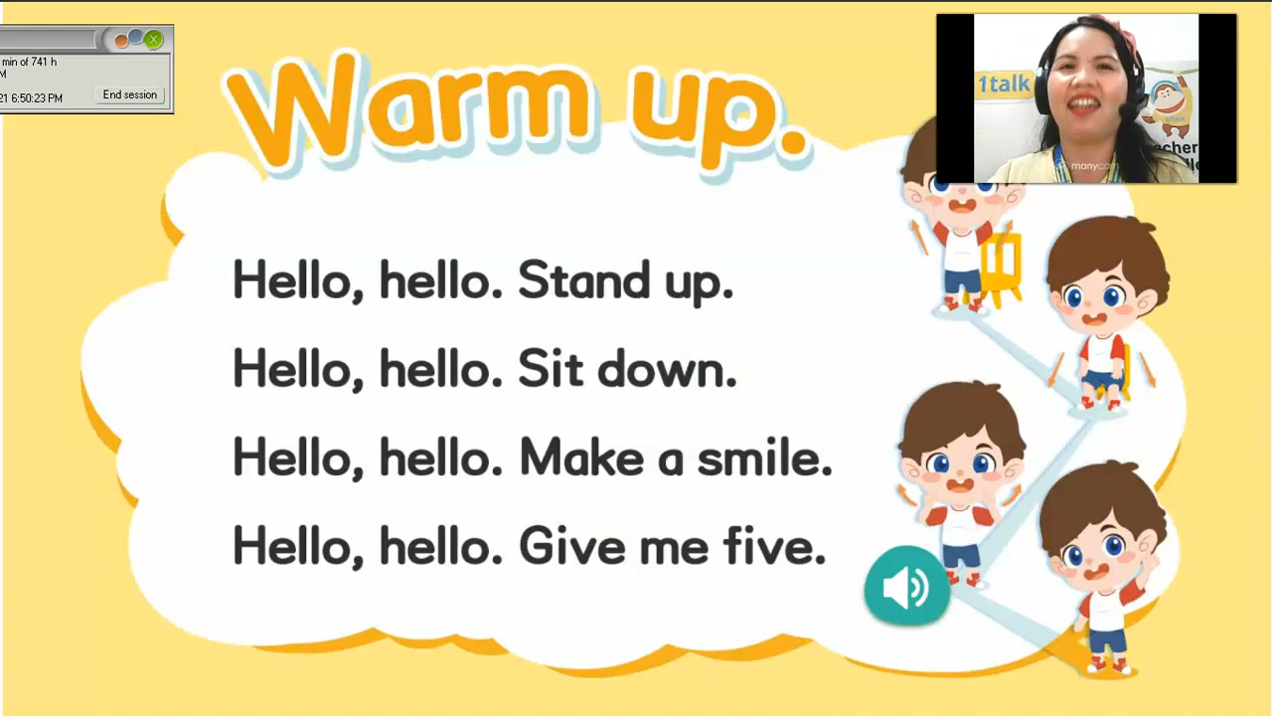 min of 741 h
M
21 6:50:23 PM
End session
Warm up.
Hello, hello. Stand up.
Hello, hello. Sit down.
Hello, hello. Make a smile.
Hello, hello. Give me five.
1talk
manycam